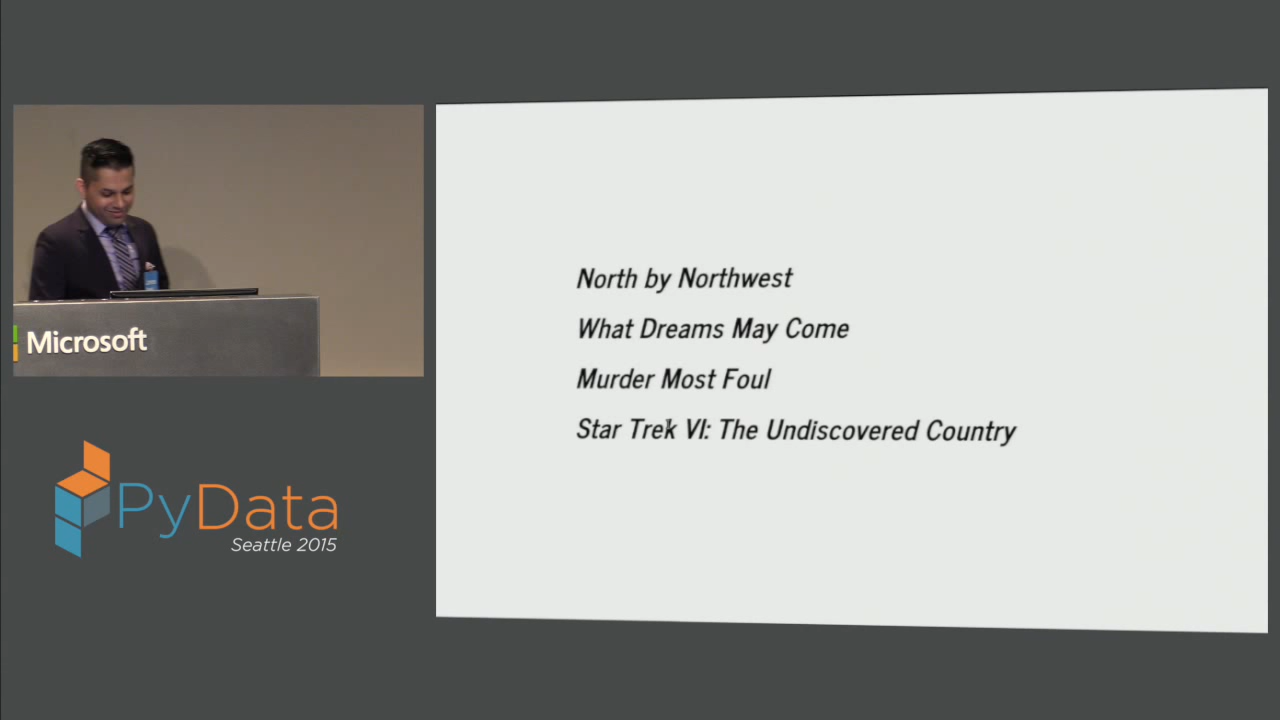 Microsoft
PyData
Seattle 2015
North by Northwest
What Dreams May Come
Murder Most Foul
Star Trek VI: The Undiscovered Country